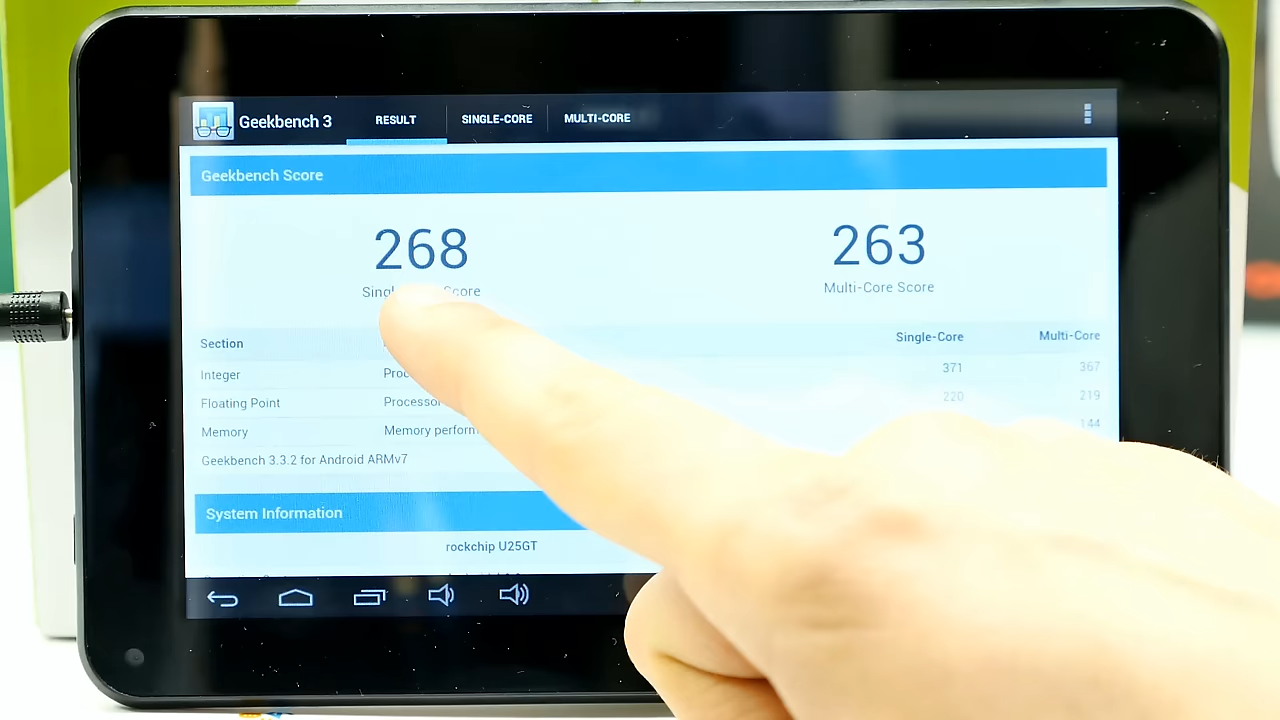 Geekbench 3 RESULT SINGLE-CORE MULTI-CORE
Geekbench Score
268 263
Score Multi-Core Score
Section Single-Core Multi-Core
Integer 371 367
Floating Point Processor 220 219
Memory Memory 144
Geekbench 3.3.2 for Android ARMv7
System Information
rockchip U25GT